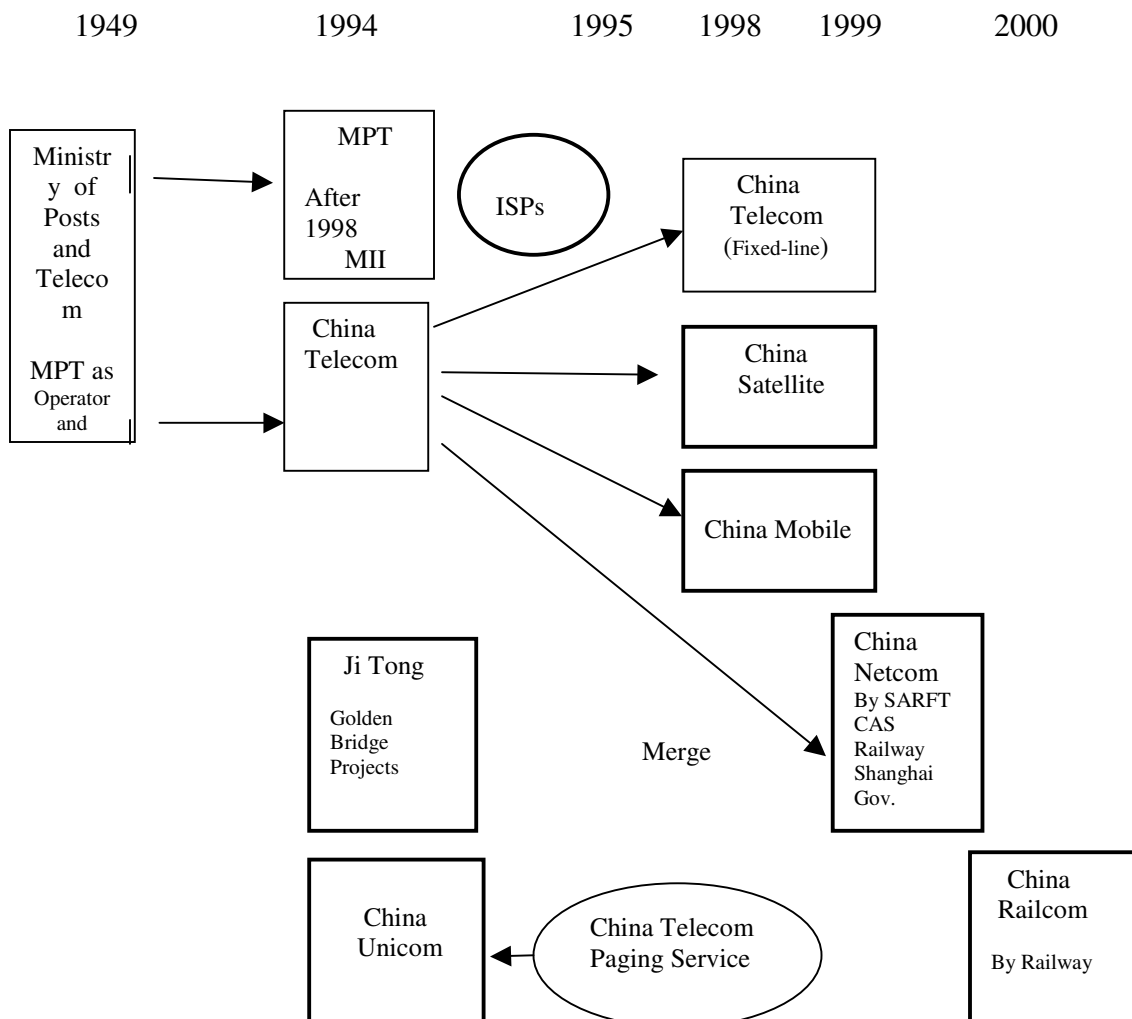 1949 1994 1995 1998 1999 2000
Ministr
y of
Posts
and
Teleco
m
MPT as
Operator
and
MPT
After
1998
MII
ISPs
China
Telecom
(Fixed-line)
China
Telecom
China
Satellite
China Mobile
Ji Tong
Golden
Bridge
Projects
Merge
China
Netcom
By SARFT
CAS
Railway
Shanghai
Gov.
China
Unicom
China Telecom
Paging Service
China
Railcom
By Railway